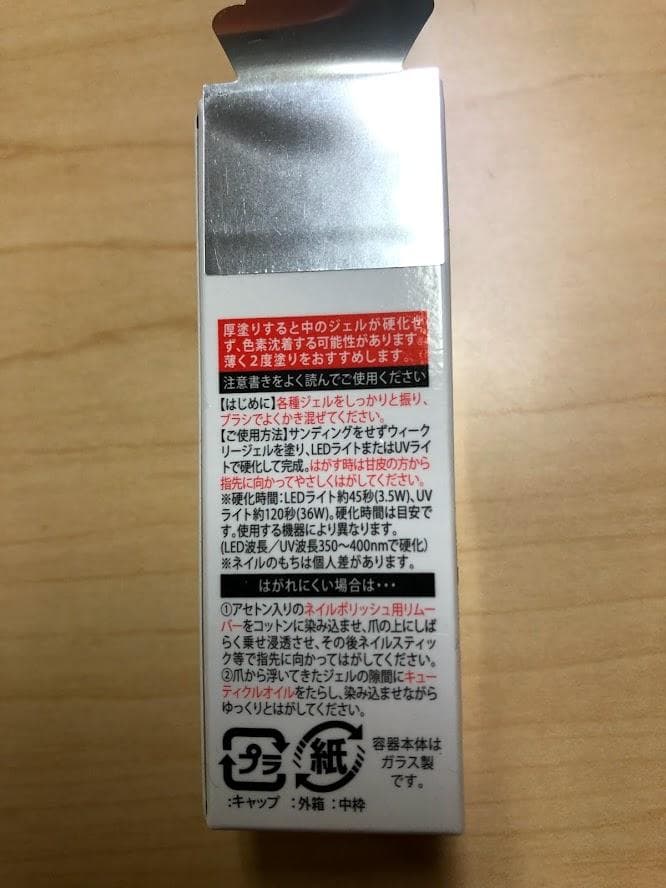 厚塗りすると中のジェルが硬化せ
ず、色素沈着する可能性があります。
薄く2度塗りをおすすめします。
注意書きをよく読んでご使用ください
【はじめに】各種ジェルをしっかりと振り、
ブラシでよくかき混ぜてください。
【ご使用方法】サンディングをせずウィーク
リージェルを塗り、LEDライトまたはUVライ
トで硬化して完成。はがす時は甘皮の方から
指先に向かってやさしくはがしてください。
※硬化時間:LEDライト約45秒(3.5W)、UV
ライト約120秒(36W)。硬化時間は目安で
す。使用する機器により異なります。
(LED波長/UV波長350〜400nmで硬化)
※ネイルのもちは個人差があります。
はがれにくい場合は・・・
①アセトン入りのネイルポリッシュ用リムー
バーをコットンに染み込ませ、爪の上にしば
らく乗せ浸透させ、その後ネイルスティッ
ク等で指先に向かってはがしてください。
②爪から浮いてきたジェルの隙間にキュー
ティクルオイルをたらし、染み込ませながら
ゆっくりとはがしてください。
プラ 紙 容器本体は
ガラス製
です。
:キャップ :外箱 :中枠